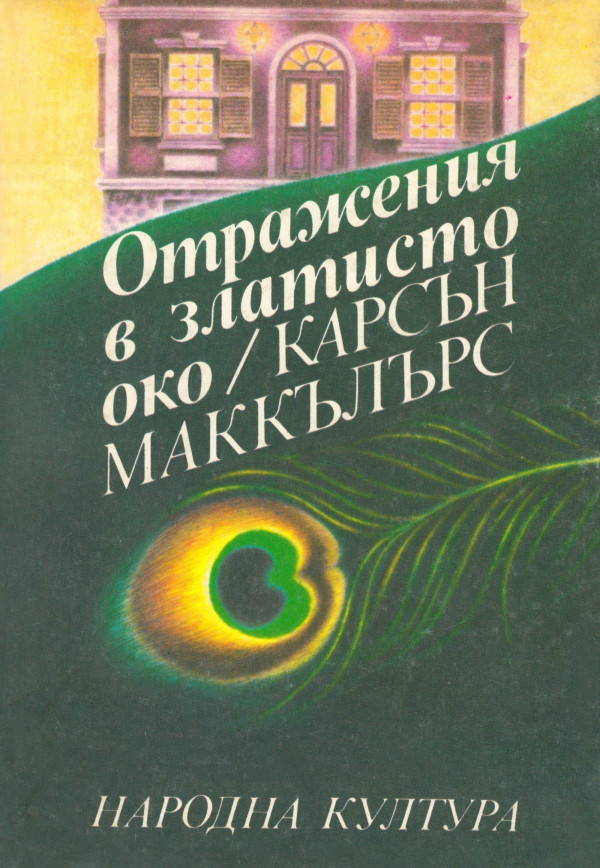 Отражения
в златисто
око / КАРСЪН
МАККЪЛЪРС
НАРОДНА КУЛТУРА